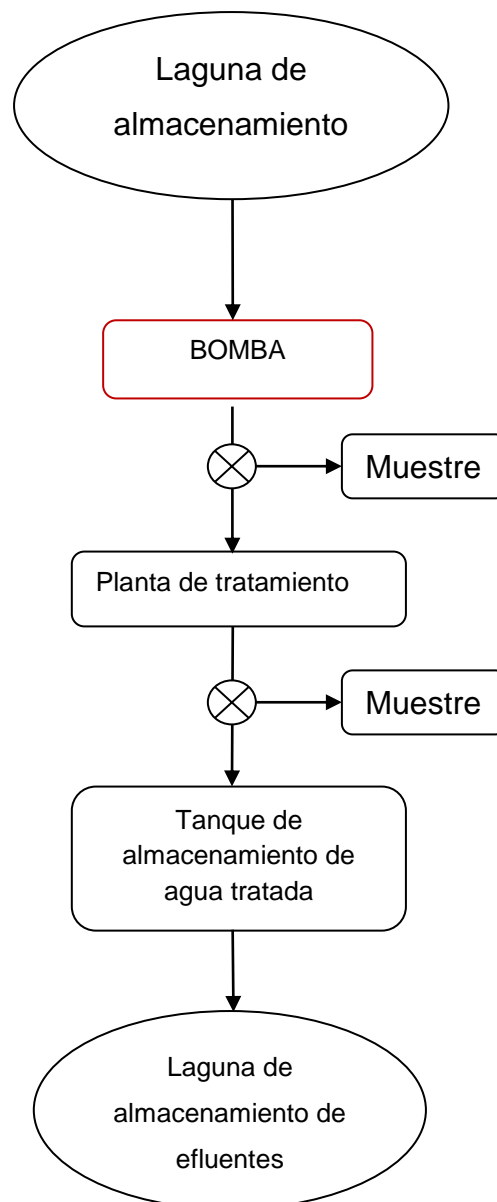 Laguna de
almacenamiento
BOMBA
Muestre
Planta de tratamiento
Muestre
Tanque de
almacenamiento de
agua tratada
Laguna de
almacenamiento de
efluentes